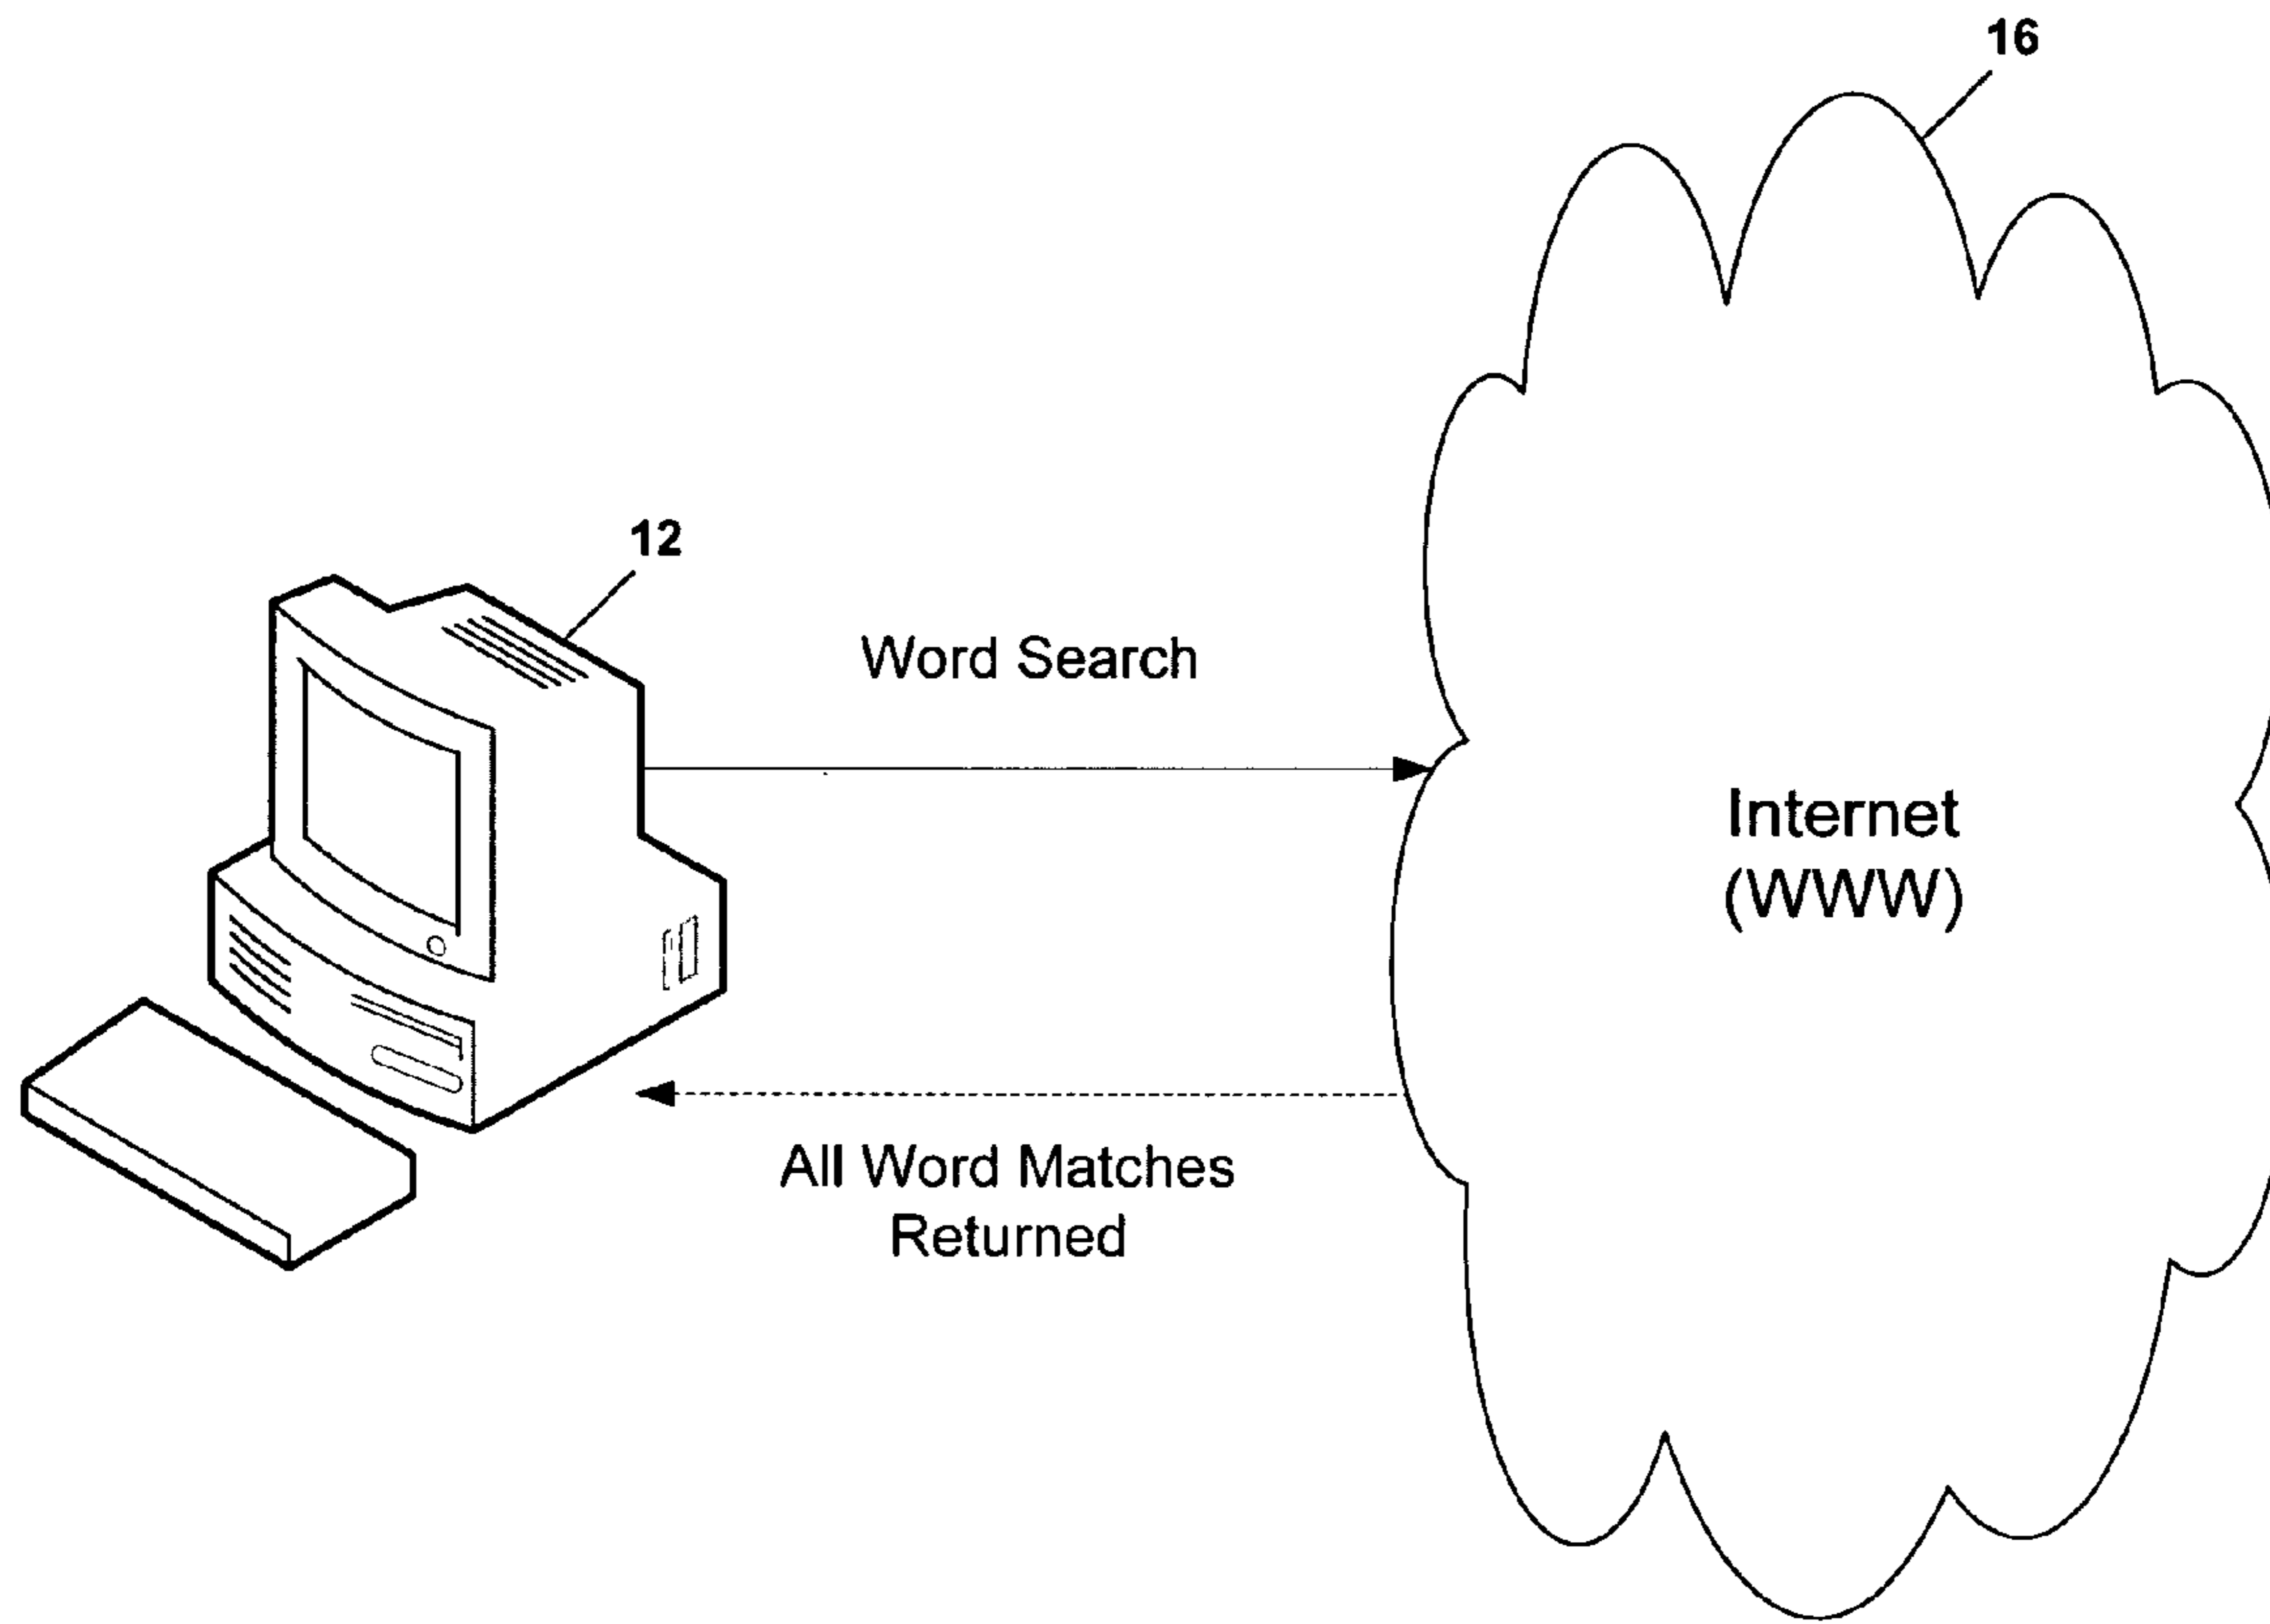 16
12
Word Search
Internet
(WWW)
All Word Matches
Returned